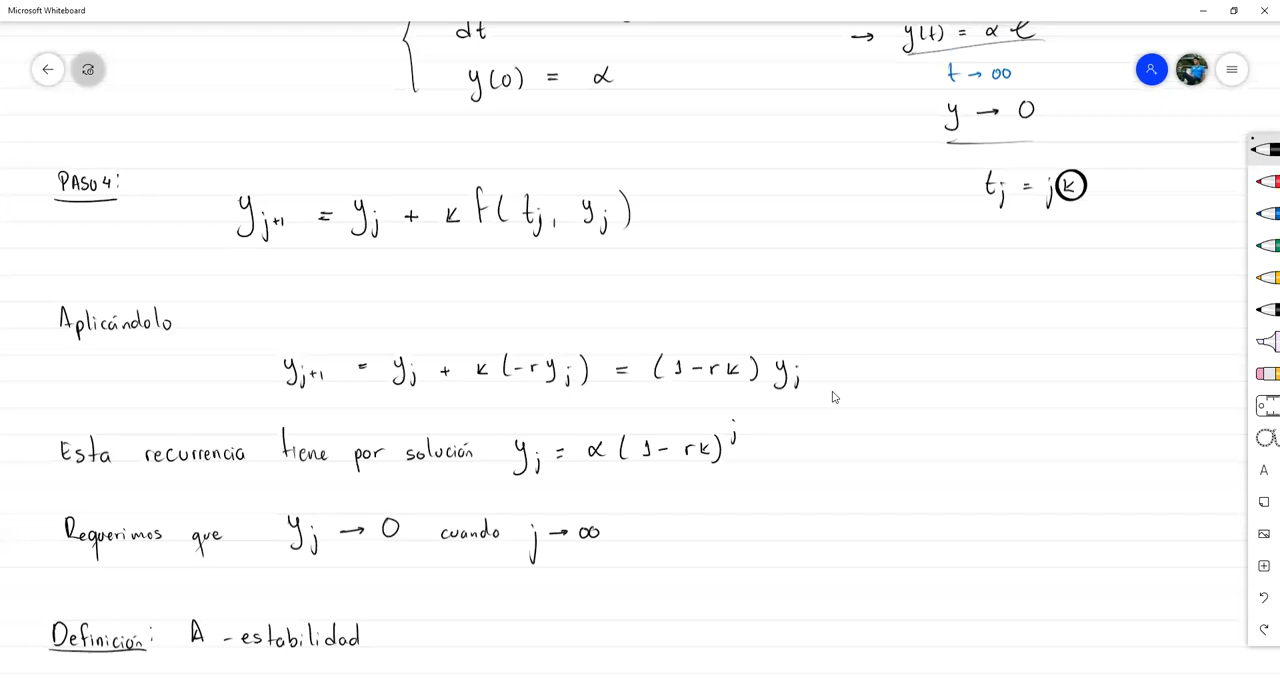 Microsoft Whiteboard
dt
y(0) = α
→ y(t) = α e
t → ∞
y → 0
t_j = jk
PASO 4:
y_{j+1} = y_j + k f(t_j, y_j)
Aplicándolo
y_{j+1} = y_j + k(-r y_j) = (1-rk) y_j
Esta recurrencia tiene por solución y_j = α(1-rk)^j
Requerimos que y_j → 0 cuando j → ∞
Definición: A-estabilidad
A